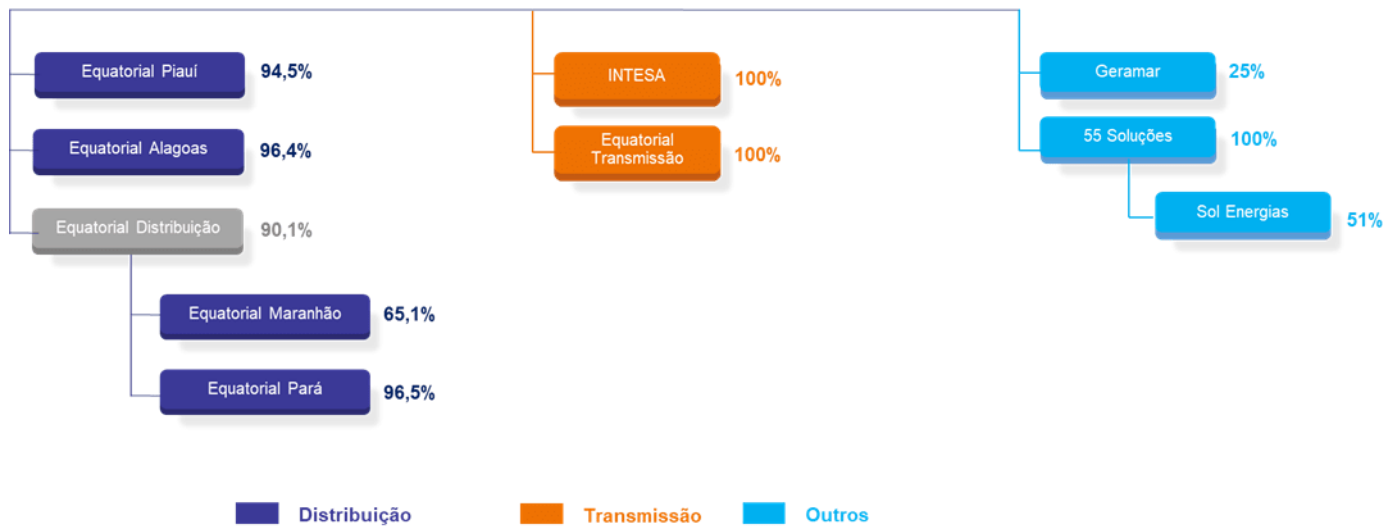 Equatorial Piauí
94,5%
Equatorial Alagoas
96,4%
Equatorial Distribuição
90,1%
Equatorial Maranhão
65,1%
Equatorial Pará
96,5%
INTESA
100%
Equatorial
Transmissão
100%
Geramar
25%
55 Soluções
100%
Sol Energias
51%
Distribuição
Transmissão
Outros